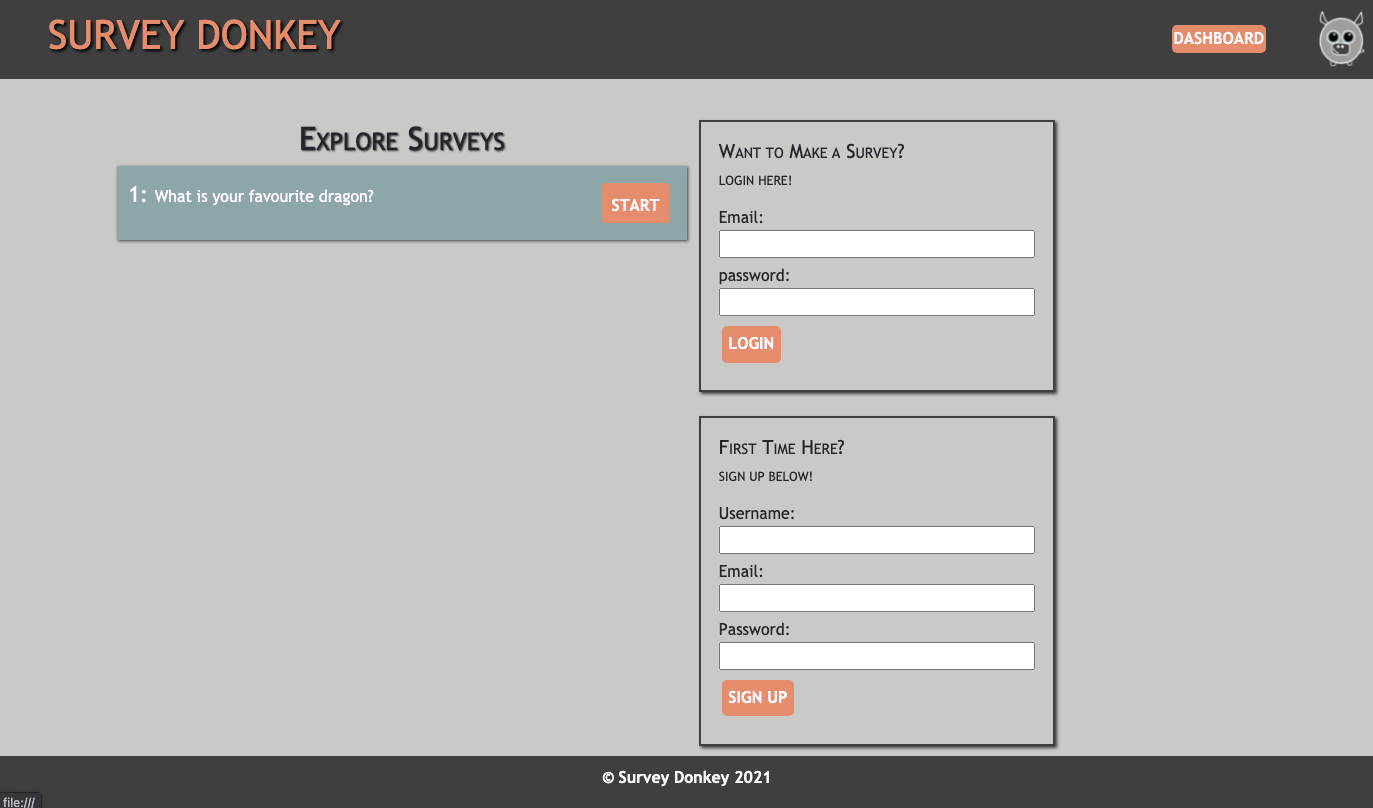 SURVEY DONKEY
DASHBOARD
Explore Surveys
1: What is your favourite dragon?
START
Want to Make a Survey?
LOGIN HERE!
Email:
password:
LOGIN
First Time Here?
SIGN UP BELOW!
Username:
Email:
Password:
SIGN UP
© Survey Donkey 2021
file:///